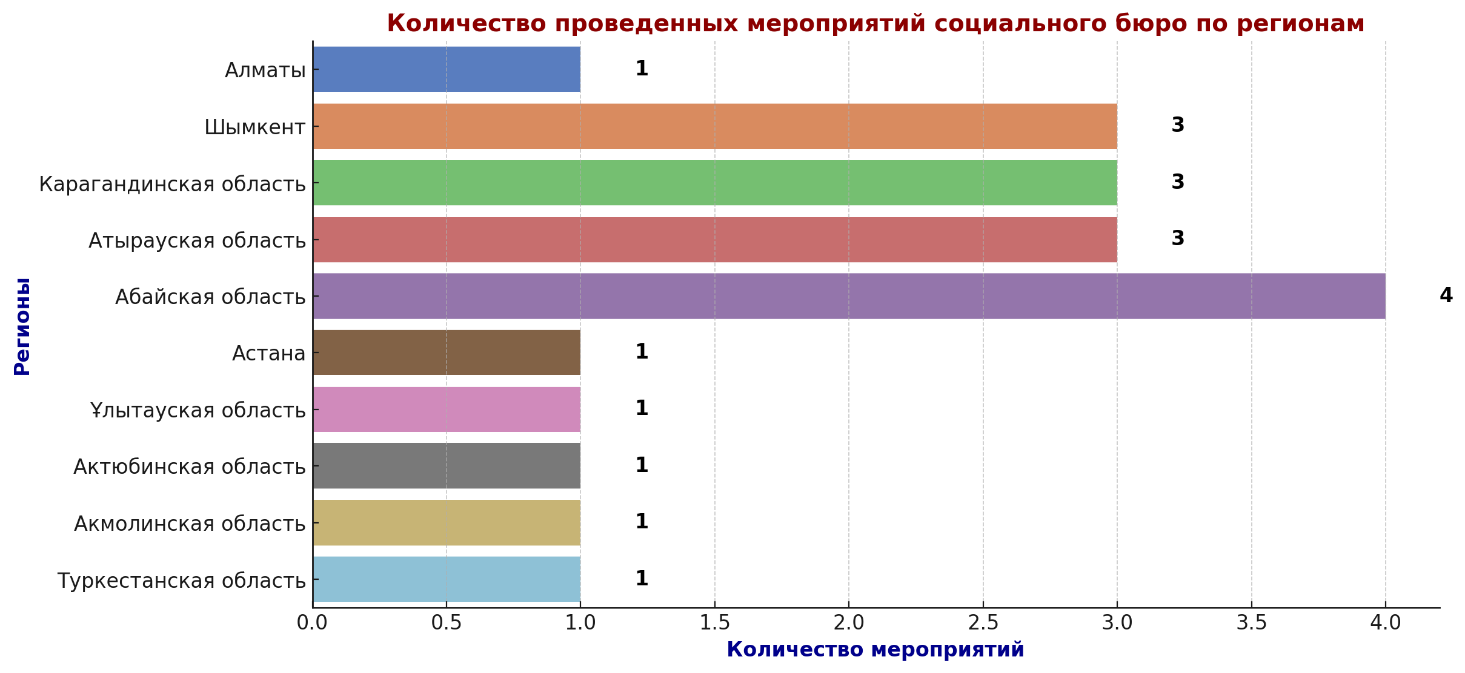 Количество проведенных мероприятий социального бюро по регионам
Регионы
Алматы 1
Шымкент 3
Карагандинская область 3
Атырауская область 3
Абайская область 4
Астана 1
Ұлытауская область 1
Актюбинская область 1
Акмолинская область 1
Туркестанская область 1
0.0 0.5 1.0 1.5 2.0 2.5 3.0 3.5 4.0
Количество мероприятий